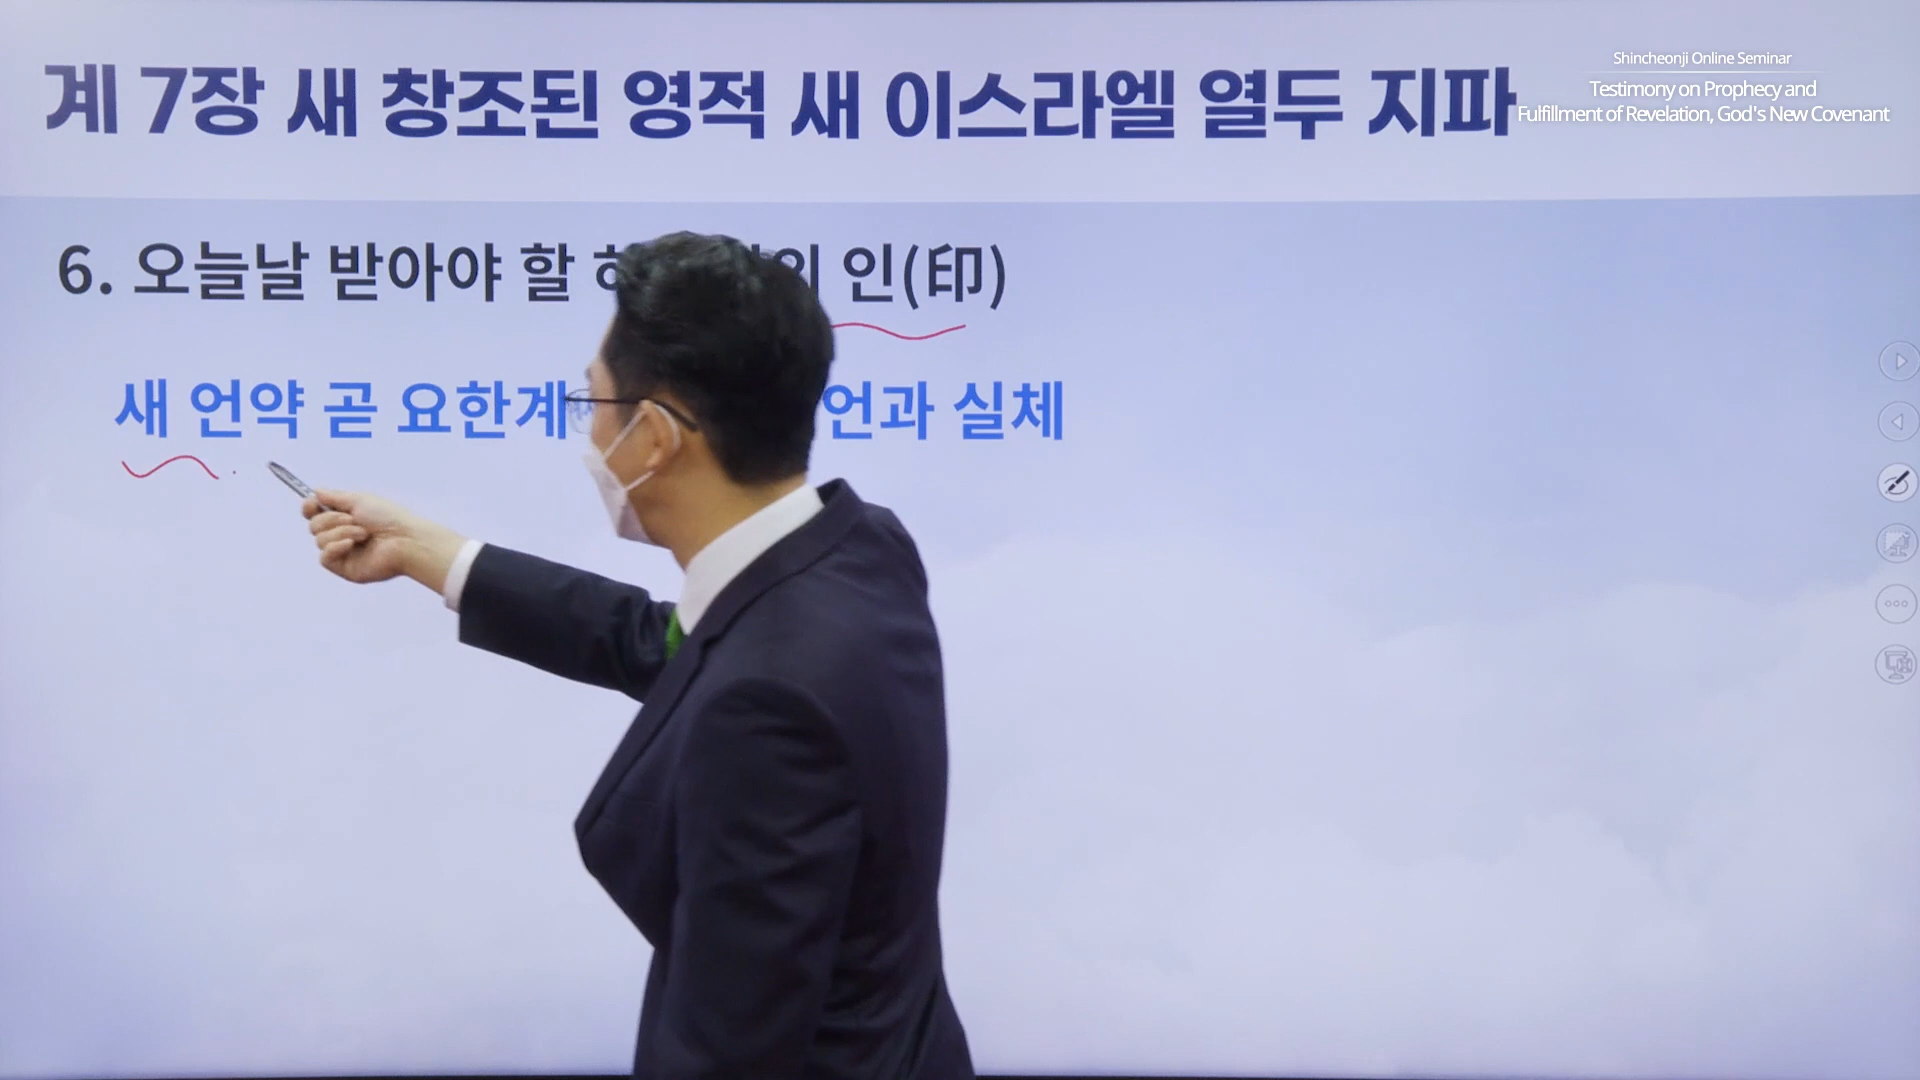 계 7장 새 창조된 영적 새 이스라엘 열두 지파
Shincheonji Online Seminar
Testimony on Prophecy and
Fulfillment of Revelation, God's New Covenant
6. 오늘날 받아야 할 인(印)
새 언약 곧 요한계 실체